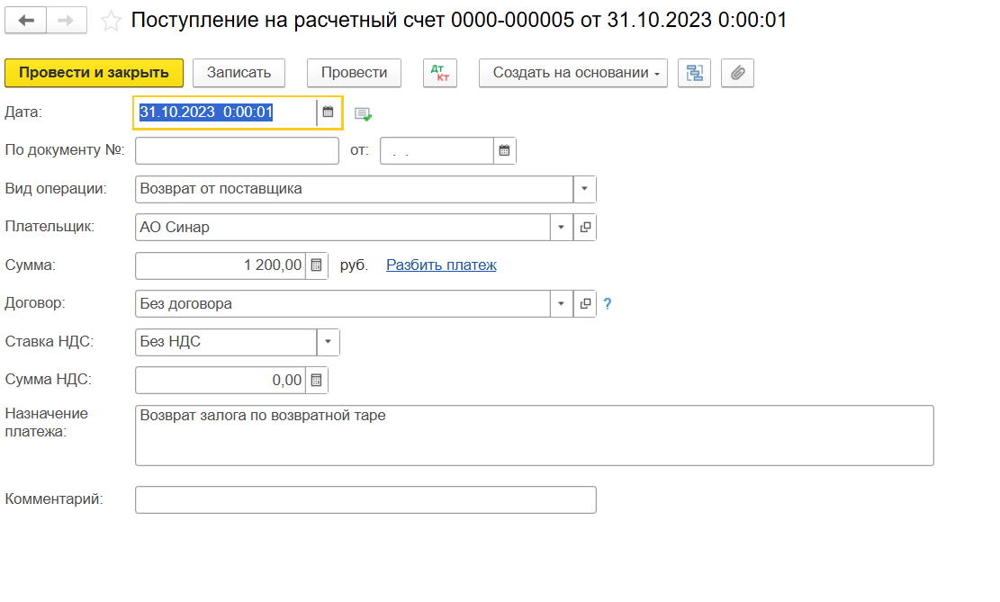 Поступление на расчетный счет 0000-000005 от 31.10.2023 0:00:01
Провести и закрыть Записать Провести Дт Кт Создать на основании
Дата: 31.10.2023 0:00:01
По документу №: от: . .
Вид операции: Возврат от поставщика
Плательщик: АО Синар
Сумма: 1 200,00 руб. Разбить платеж
Договор: Без договора ?
Ставка НДС: Без НДС
Сумма НДС: 0,00
Назначение
платежа:
Возврат залога по возвратной таре
Комментарий: